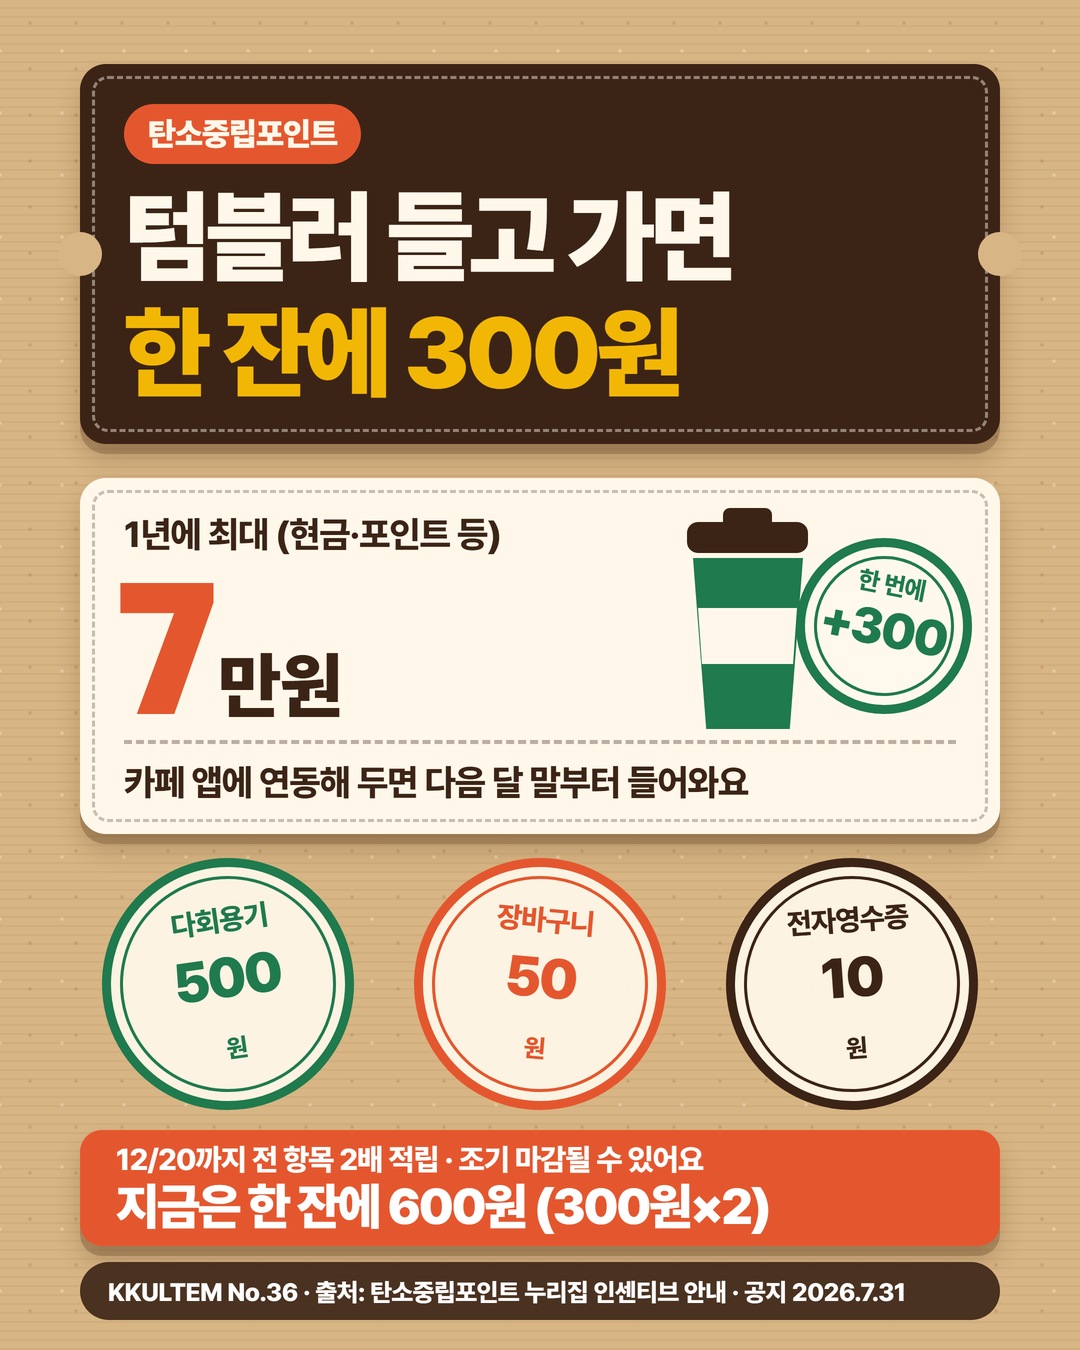 탄소중립포인트
텀블러 들고 가면
한 잔에 300원
1년에 최대 (현금·포인트 등)
7만원
한 번에
+300
카페 앱에 연동해 두면 다음 달 말부터 들어와요
다회용기
500
원
장바구니
50
원
전자영수증
10
원
12/20까지 전 항목 2배 적립 · 조기 마감될 수 있어요
지금은 한 잔에 600원 (300원×2)
KKULTEM No.36 · 출처: 탄소중립포인트 누리집 인센티브 안내 · 공지 2026.7.31